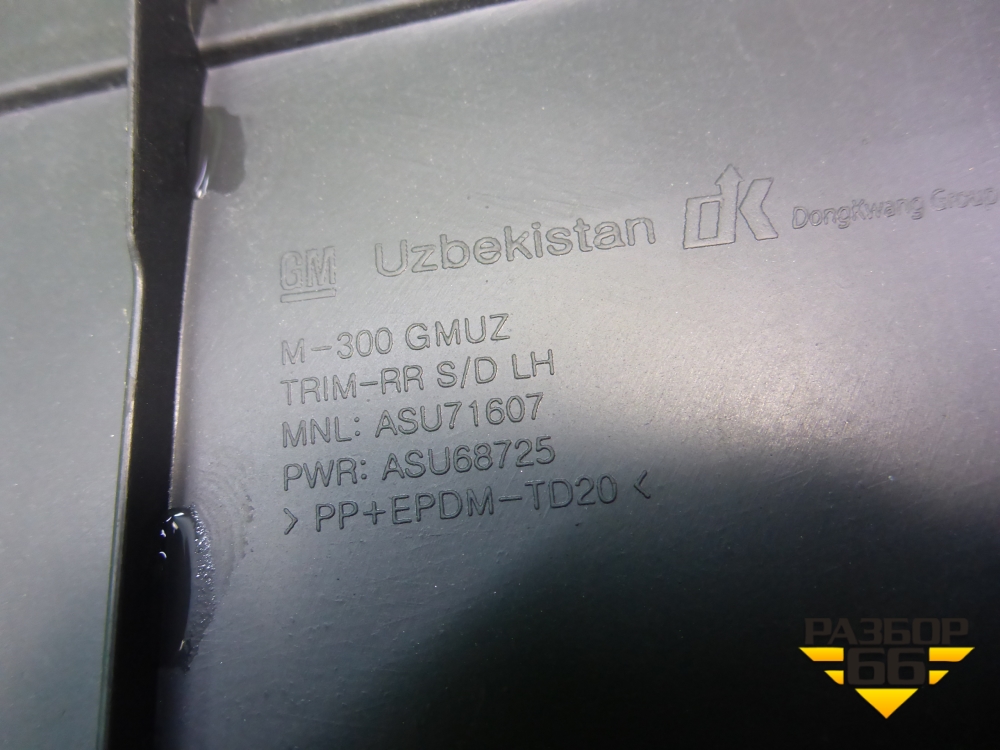 GM Uzbekistan DK DongKwang Group
M-300 GMUZ
TRIM-RR S/D LH
MNL: ASU71607
PWR: ASU68725
>PP+EPDM-TD20<
РАЗБОР
66